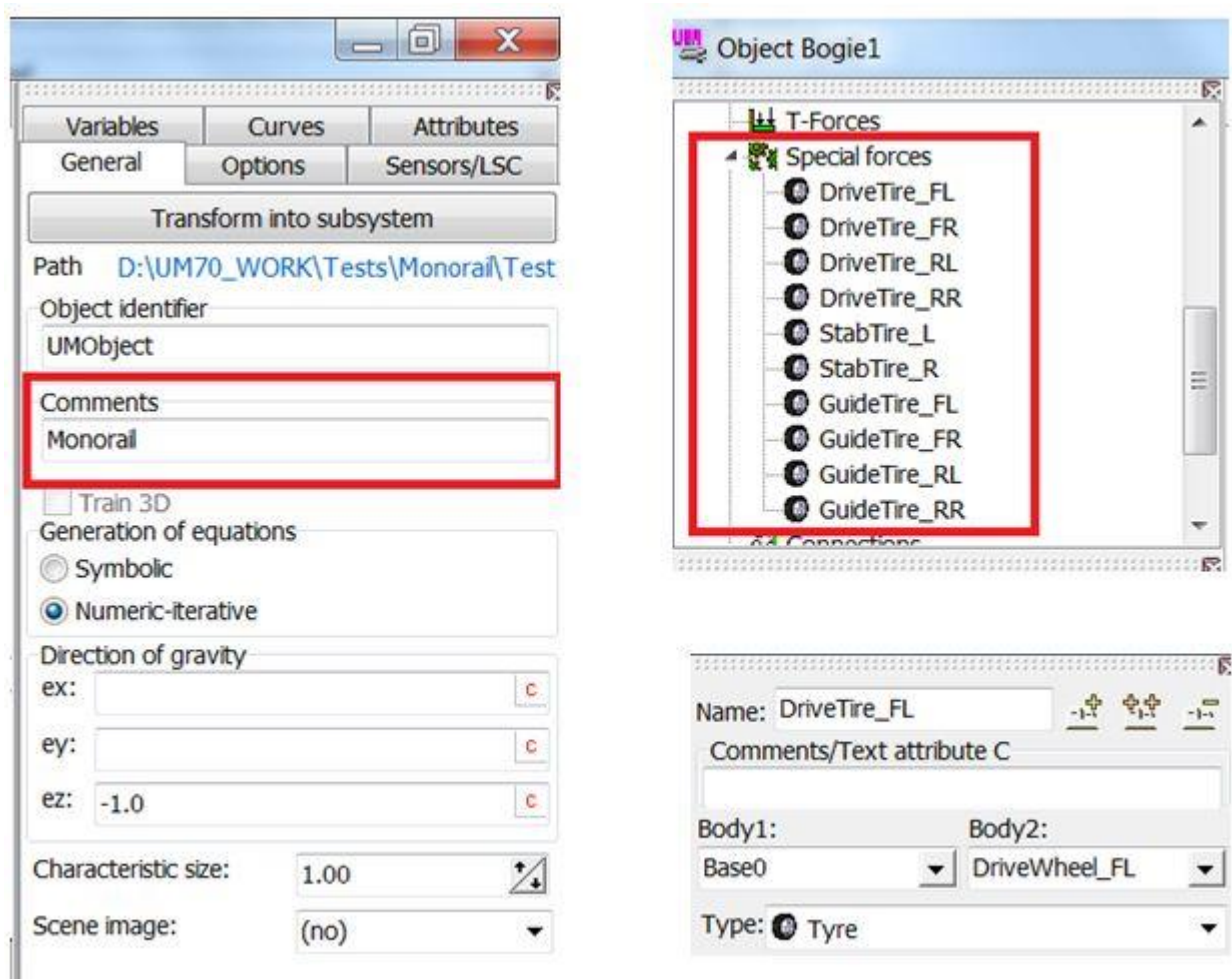 Variables Curves Attributes
General Options Sensors/LSC
Transform into subsystem
Path D:\UM70_WORK\Tests\Monorail\Test
Object identifier
UMObject
Comments
Monorail
Train 3D
Generation of equations
Symbolic
Numeric-iterative
Direction of gravity
ex: C
ey: C
ez: -1.0 C
Characteristic size: 1.00
Scene image: (no)
UM Object Bogie1
T-Forces
Special forces
DriveTire_FL
DriveTire_FR
DriveTire_RL
DriveTire_RR
StabTire_L
StabTire_R
GuideTire_FL
GuideTire_FR
GuideTire_RL
GuideTire_RR
Connections
Name: DriveTire_FL
Comments/Text attribute C
Body1: Body2:
Base0 DriveWheel_FL
Type: Tyre